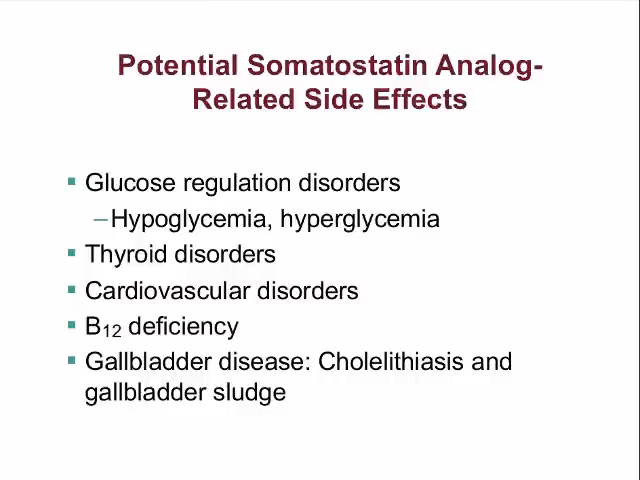 Potential Somatostatin Analog-
Related Side Effects
▪ Glucose regulation disorders
–Hypoglycemia, hyperglycemia
▪ Thyroid disorders
▪ Cardiovascular disorders
▪ B₁₂ deficiency
▪ Gallbladder disease: Cholelithiasis and
gallbladder sludge